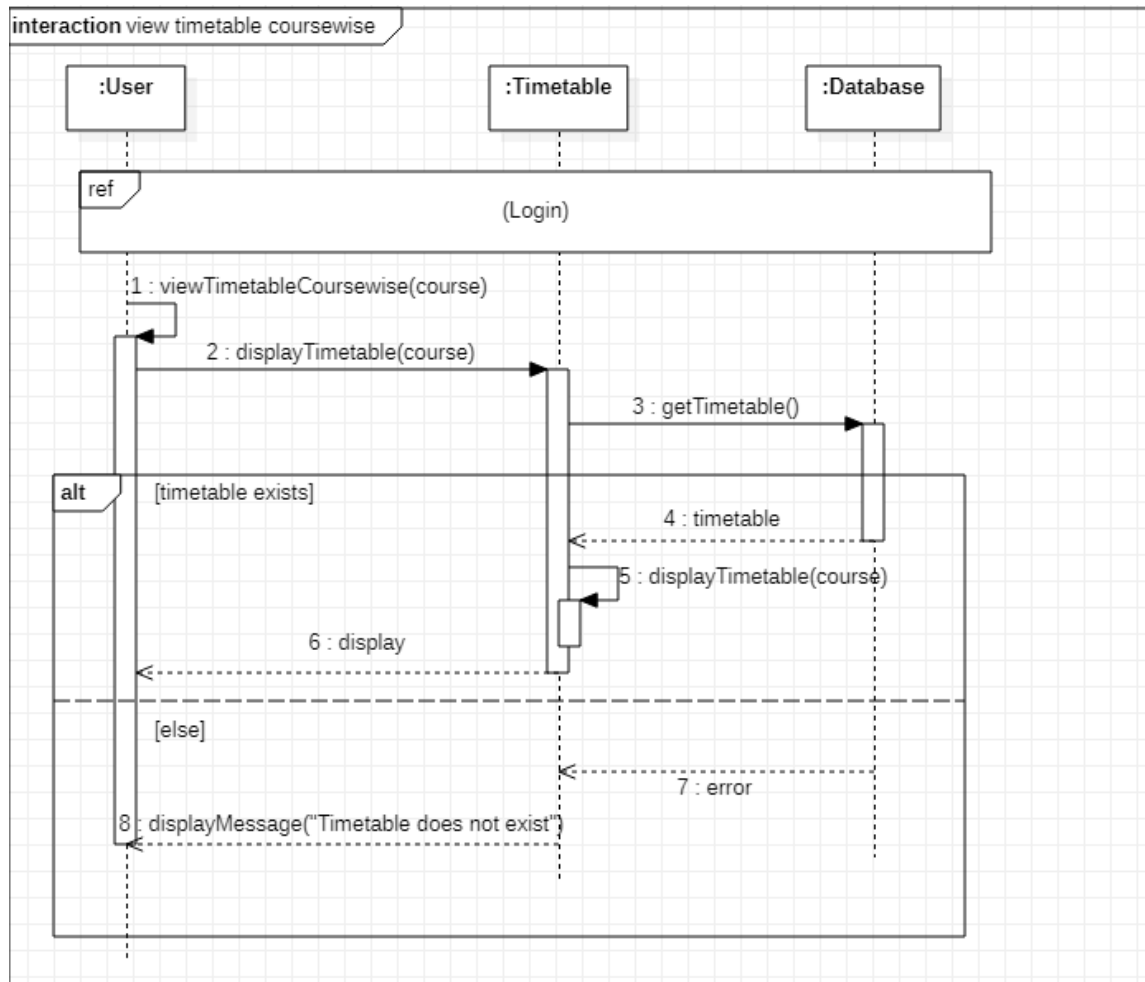 interaction view timetable coursewise
:User
:Timetable
:Database
ref
(Login)
1 : viewTimetableCoursewise(course)
2 : displayTimetable(course)
3 : getTimetable()
alt
[timetable exists]
4 : timetable
5 : displayTimetable(course)
6 : display
[else]
7 : error
8 : displayMessage("Timetable does not exist")